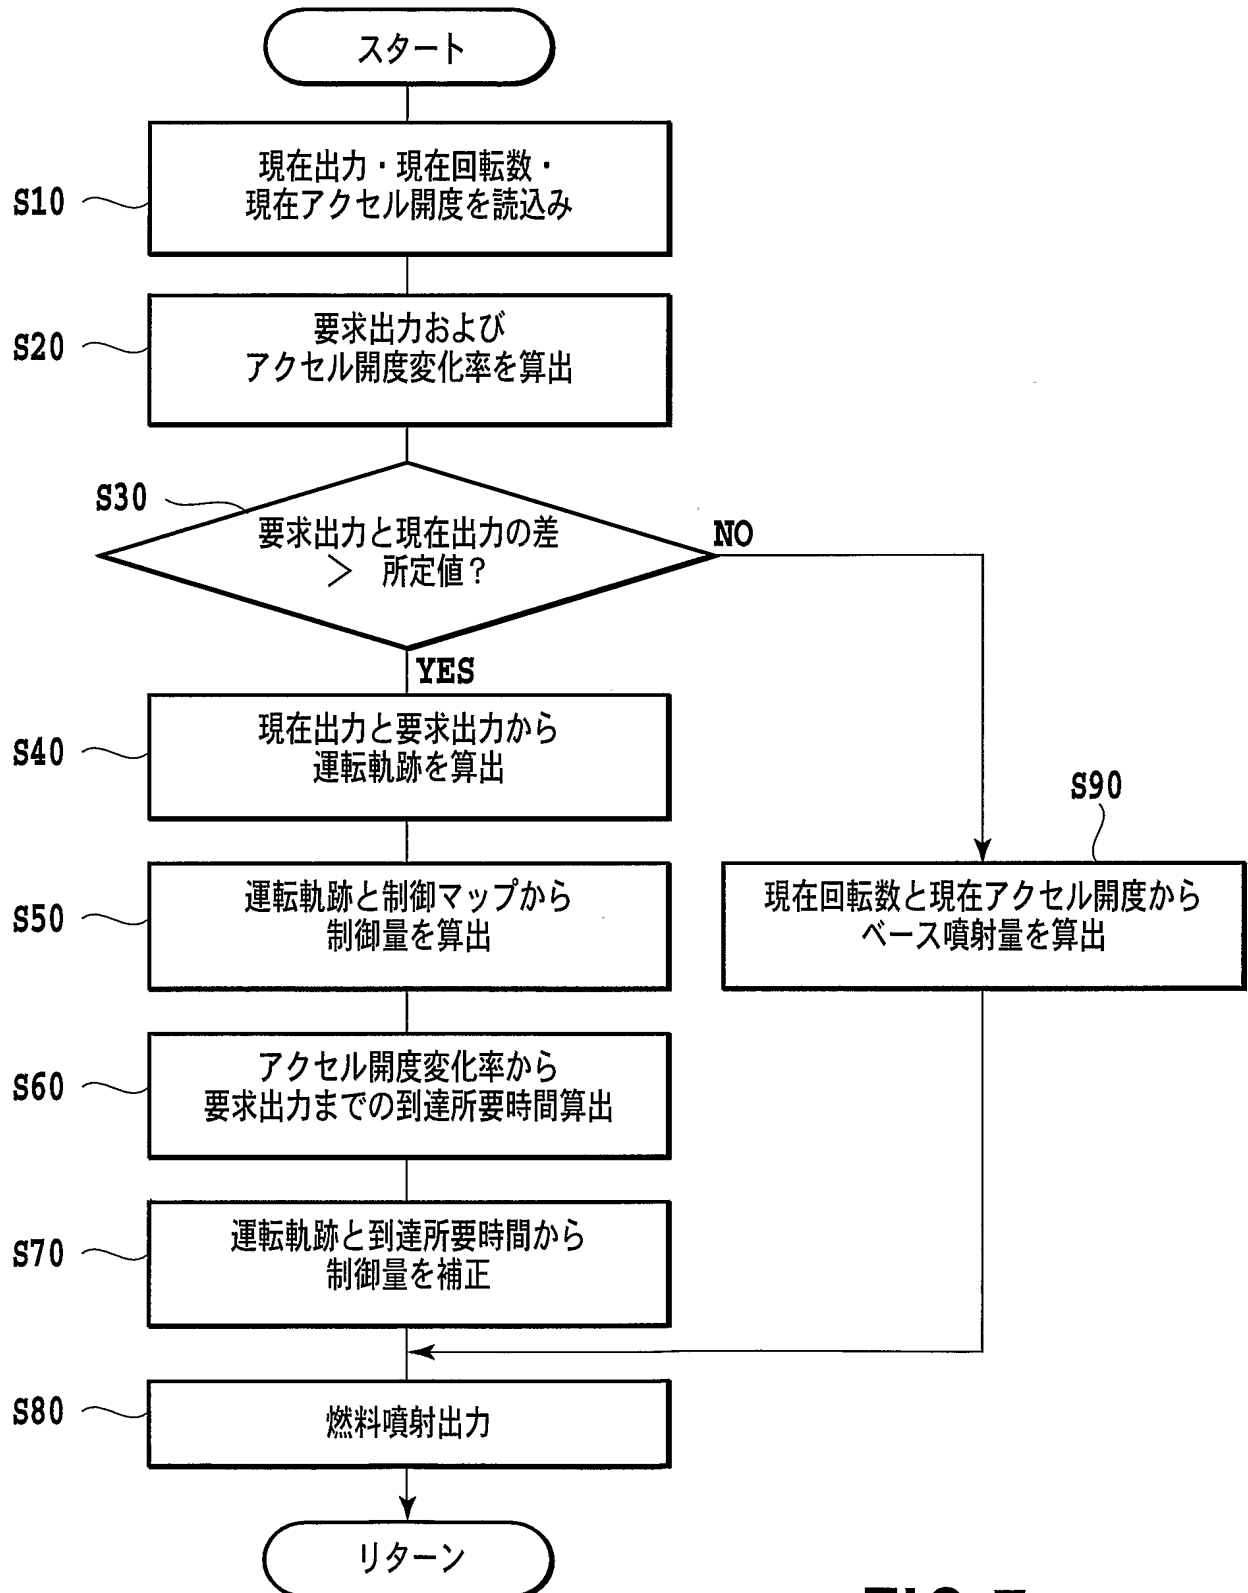 スタート
S10
現在出力・現在回転数・
現在アクセル開度を読込み
S20
要求出力および
アクセル開度変化率を算出
S30
要求出力と現在出力の差
> 所定値?
NO
YES
S40
現在出力と要求出力から
運転軌跡を算出
S50
運転軌跡と制御マップから
制御量を算出
S90
現在回転数と現在アクセル開度から
ベース噴射量を算出
S60
アクセル開度変化率から
要求出力までの到達所要時間算出
S70
運転軌跡と到達所要時間から
制御量を補正
S80
燃料噴射出力
リターン